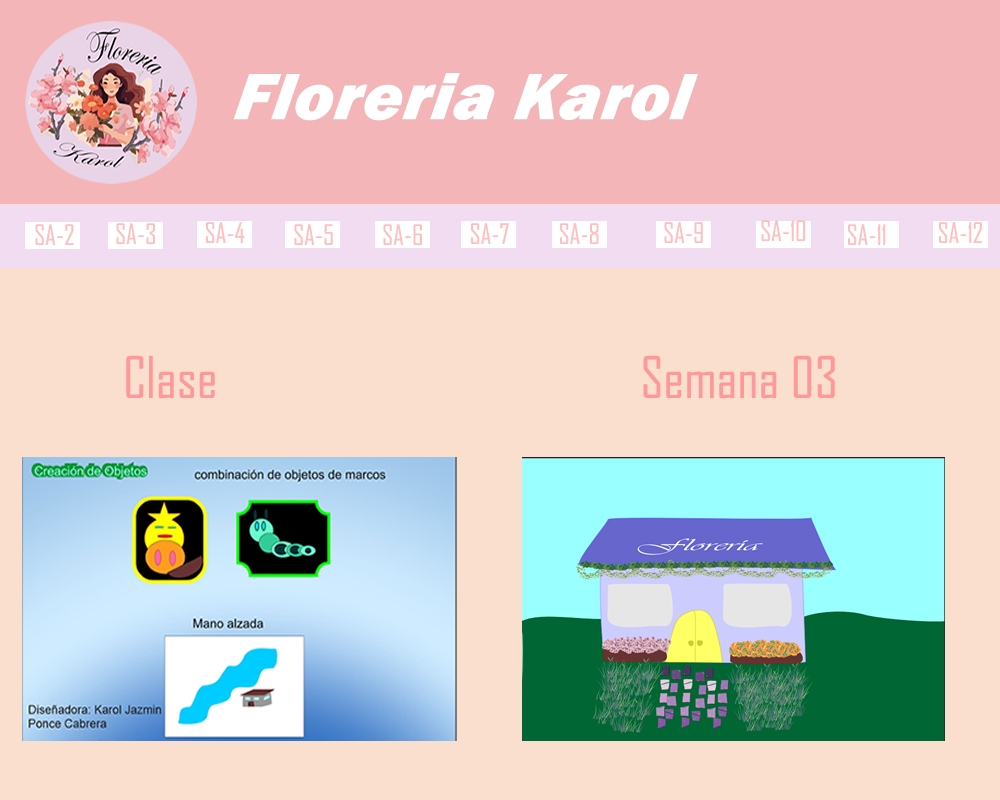 Floreria
Karol
Floreria Karol
SA-2
SA-3
SA-4
SA-5
SA-6
SA-7
SA-8
SA-9
SA-10
SA-11
SA-12
Clase
Semana 03
Creación de Objetos
combinación de objetos de marcos
Mano alzada
Diseñadora: Karol Jazmin
Ponce Cabrera
Florería